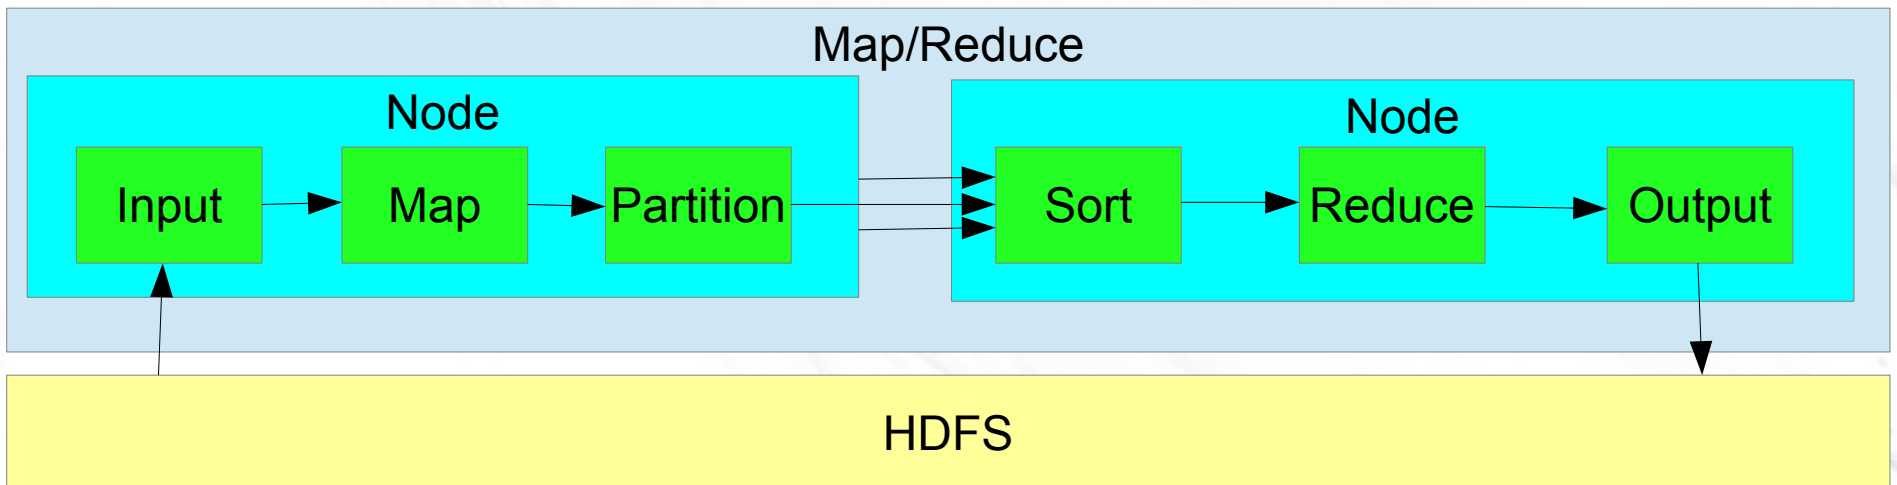 Map/Reduce
Node
Input
Map
Partition
Node
Sort
Reduce
Output
HDFS